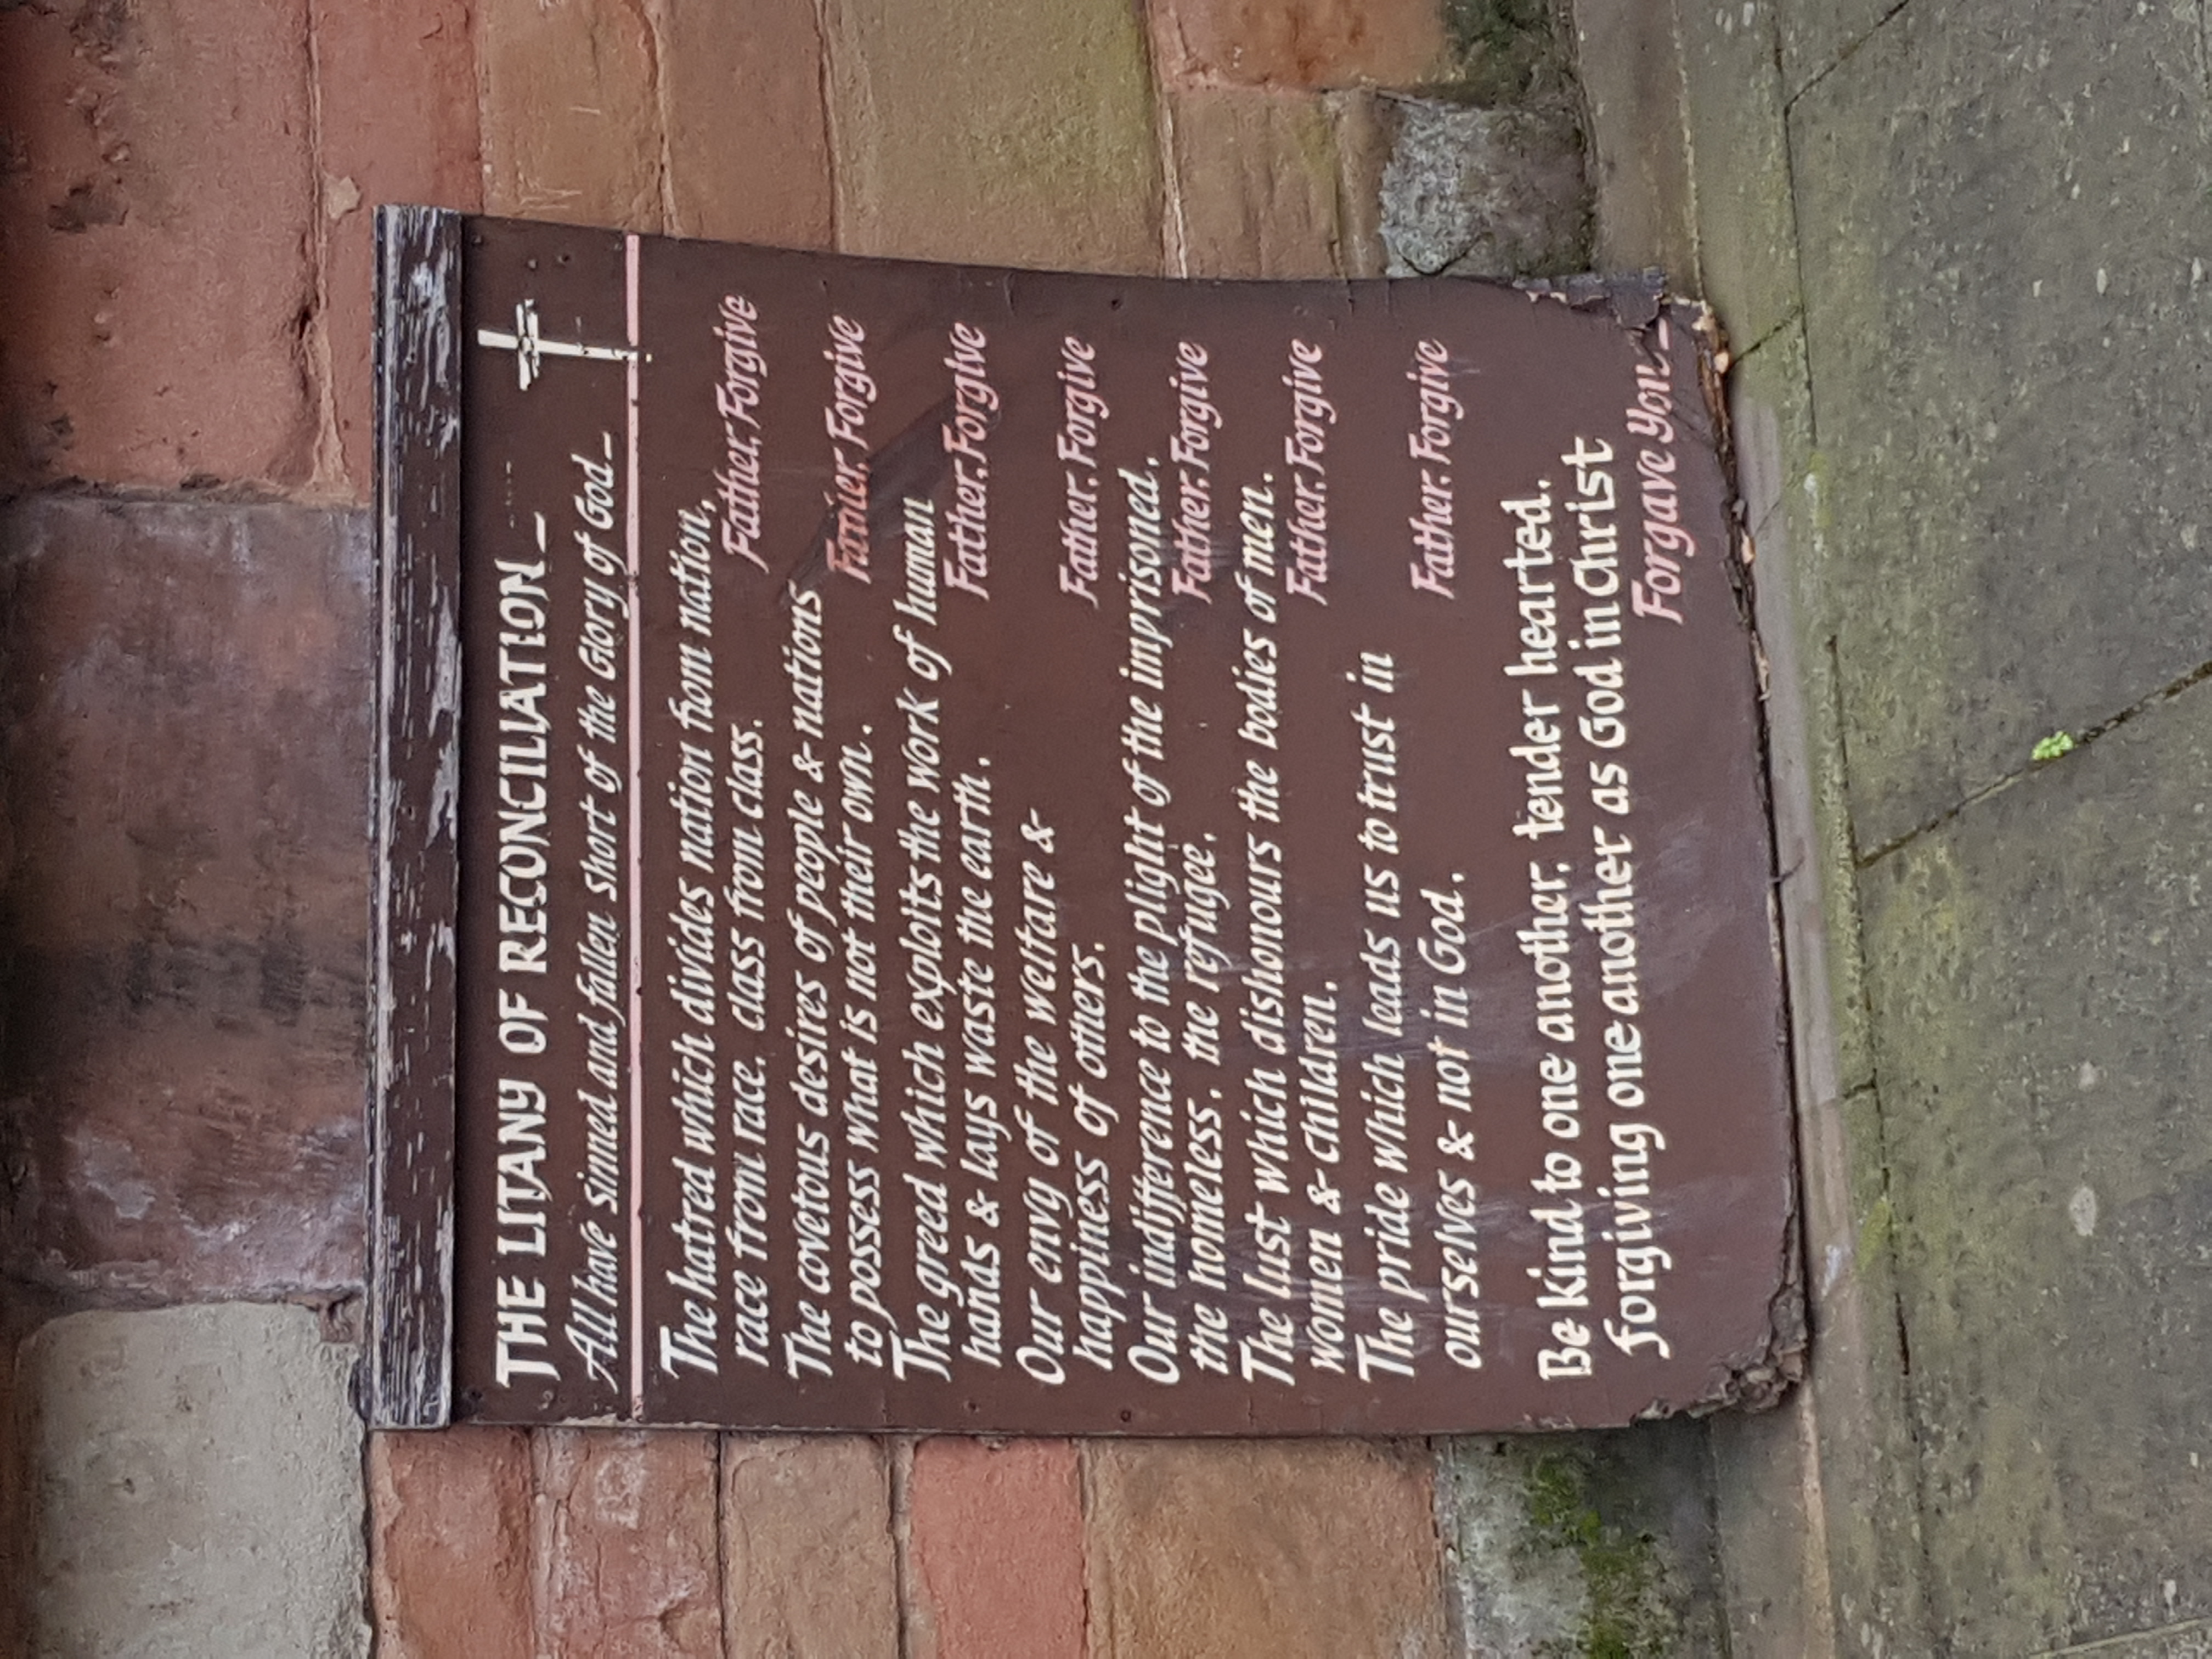 THE LITANY OF RECONCILIATION_
All have sinned and fallen short of the Glory of God_
The hatred which divides nation from nation,
race from race. class from class.
Father. Forgive
The covetous desires of people & nations
to possess what is not their own.
Father. Forgive
The greed which exploits the work of human
hands & lays waste the earth.
Father. Forgive
Our envy of the welfare &
happiness of others.
Father. Forgive
Our indifference to the plight of the imprisoned.
the homeless. the refugee.
Father. Forgive
The lust which dishonours the bodies of men.
women & children.
Father. Forgive
The pride which leads us to trust in
ourselves & not in God.
Father. Forgive
Be kind to one another. tender hearted.
forgiving one another as God in Christ
Forgave You_